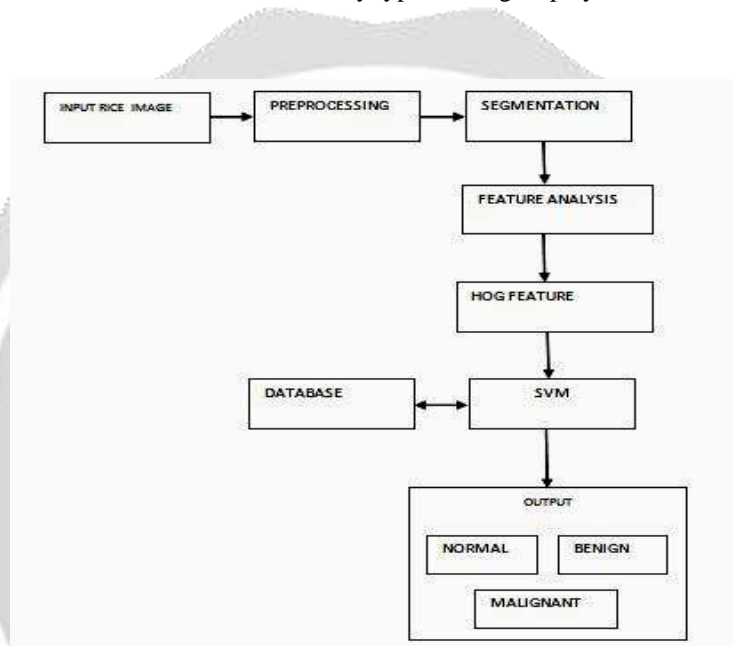 INPUT RICE IMAGE
PREPROCESSING
SEGMENTATION
FEATURE ANALYSIS
HOG FEATURE
DATABASE
SVM
OUTPUT
NORMAL
BENIGN
MALIGNANT